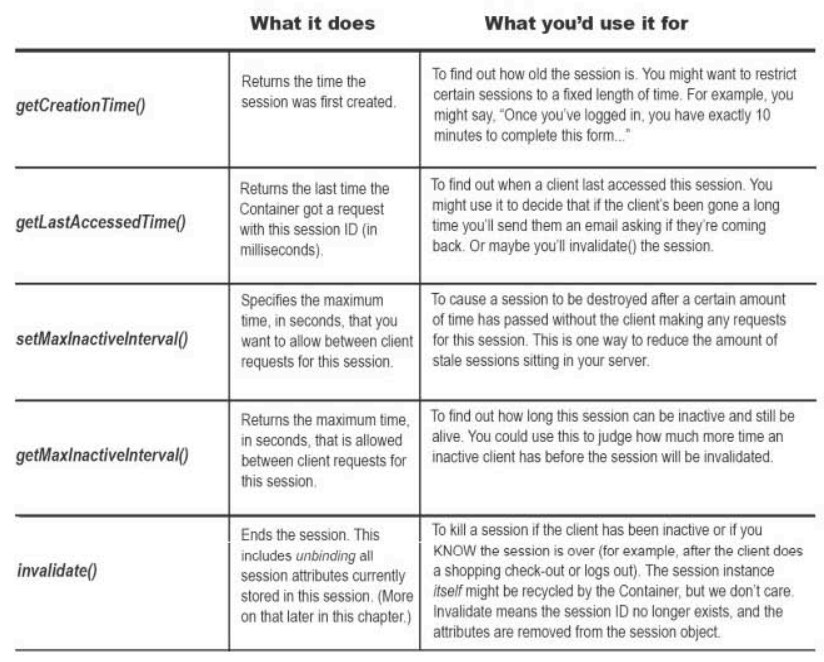 What it does What you'd use it for
getCreationTime()
Returns the time the
session was first created.
To find out how old the session is. You might want to restrict
certain sessions to a fixed length of time. For example, you
might say, “Once you've logged in, you have exactly 10
minutes to complete this form...”
getLastAccessedTime()
Returns the last time the
Container got a request
with this session ID (in
milliseconds).
To find out when a client last accessed this session. You
might use it to decide that if the client's been gone a long
time you'll send them an email asking if they're coming
back. Or maybe you'll invalidate() the session.
setMaxInactiveInterval()
Specifies the maximum
time, in seconds, that you
want to allow between client
requests for this session.
To cause a session to be destroyed after a certain amount
of time has passed without the client making any requests
for this session. This is one way to reduce the amount of
stale sessions sitting in your server.
getMaxInactiveInterval()
Returns the maximum time,
in seconds, that is allowed
between client requests for
this session.
To find out how long this session can be inactive and still be
alive. You could use this to judge how much more time an
inactive client has before the session will be invalidated.
invalidate()
Ends the session. This
includes unbinding all
session attributes currently
stored in this session. (More
on that later in this chapter.)
To kill a session if the client has been inactive or if you
KNOW the session is over (for example, after the client does
a shopping check-out or logs out). The session instance
itself might be recycled by the Container, but we don't care.
Invalidate means the session ID no longer exists, and the
attributes are removed from the session object.